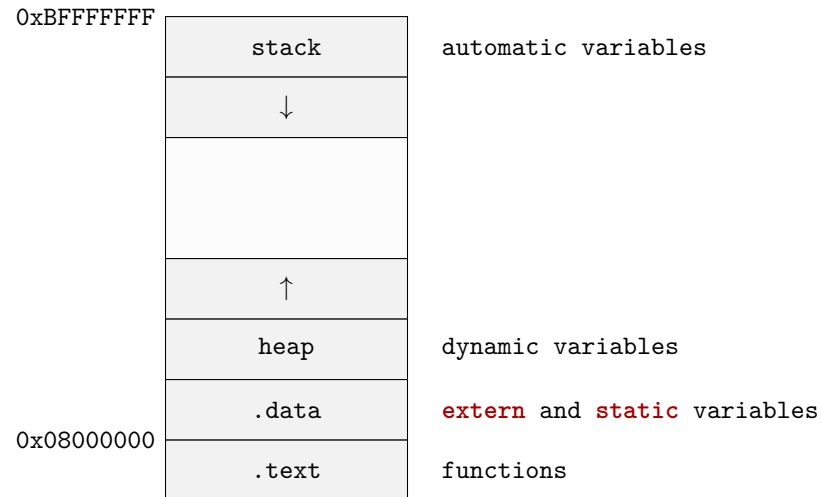 0xBFFFFFFF
stack automatic variables
↓
↑
heap dynamic variables
.data extern and static variables
0x08000000
.text functions